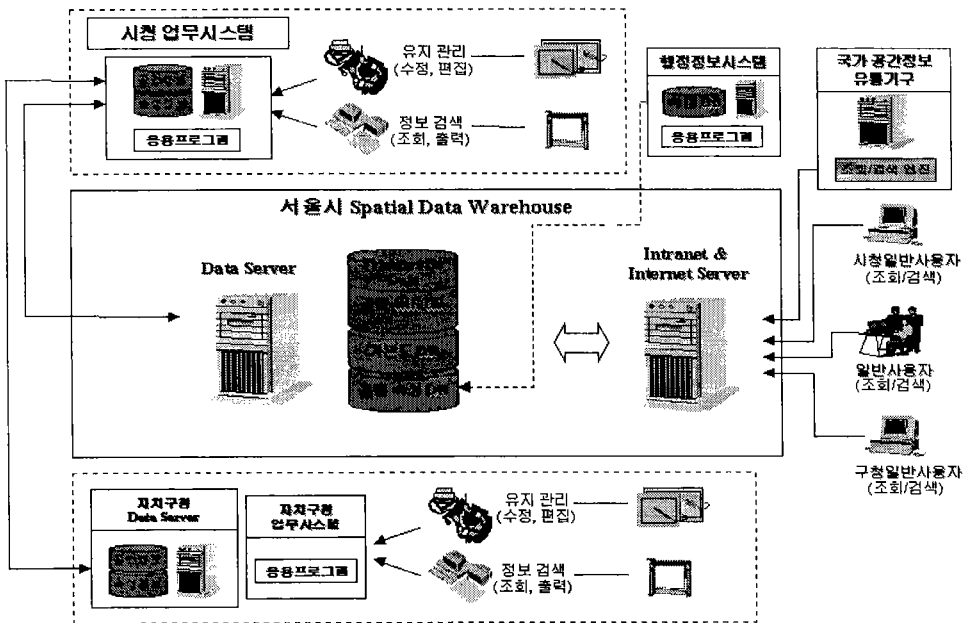 시청 업무시스템
응용프로그램
유지 관리
(수정, 편집)
정보 검색
(조회, 출력)
행정정보시스템
응용프로그램
국가 공간정보
유통기구
조회/검색 엔진
서울시 Spatial Data Warehouse
Data Server
Intranet &
Internet Server
시청일반사용자
(조회/검색)
일반사용자
(조회/검색)
구청일반사용자
(조회/검색)
자치구청
Data Server
자치구청
업무시스템
응용프로그램
유지 관리
(수정, 편집)
정보 검색
(조회, 출력)